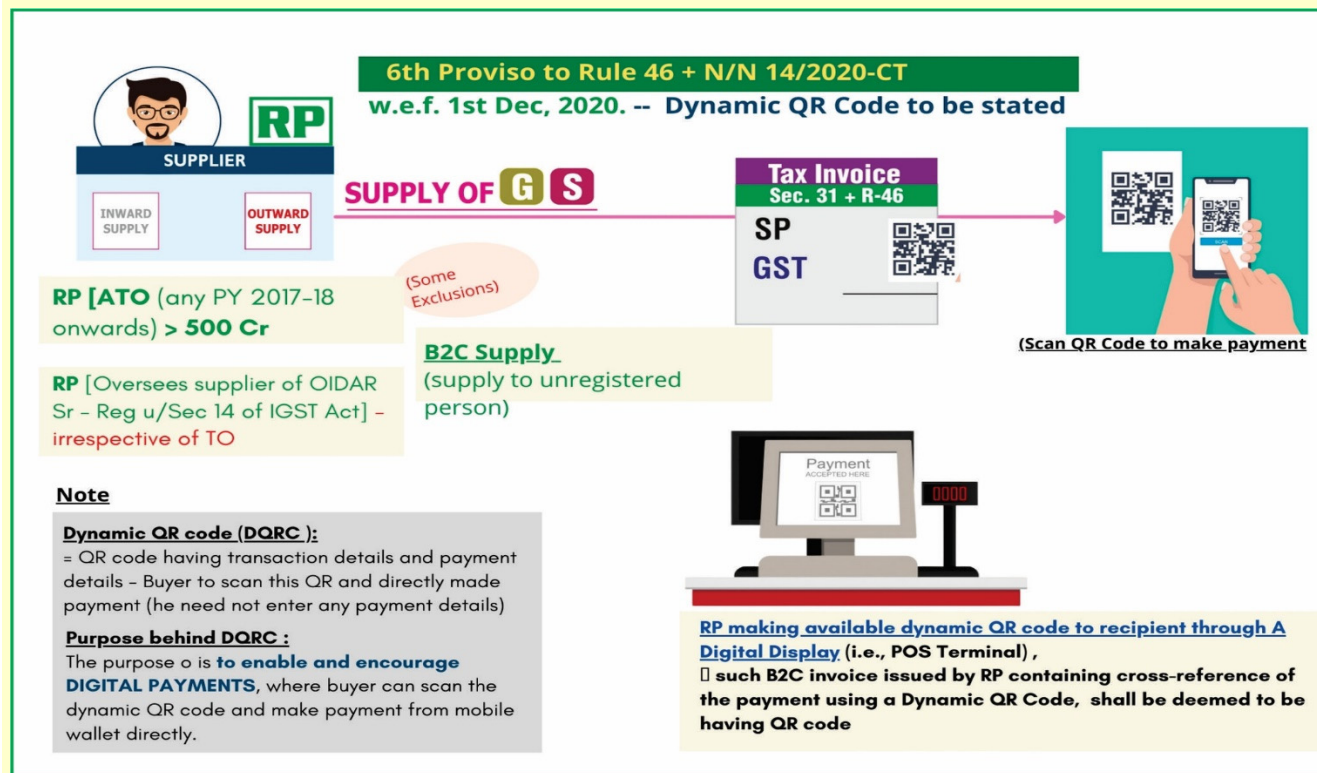 6th Proviso to Rule 46 + N/N 14/2020-CT
w.e.f. 1st Dec, 2020. -- Dynamic QR Code to be stated
RP
SUPPLIER
INWARD
SUPPLY
OUTWARD
SUPPLY
SUPPLY OF G S
Tax Invoice
Sec. 31 + R-46
SP
GST
(Scan QR Code to make payment
RP [ATO (any PY 2017-18
onwards) > 500 Cr
(Some
Exclusions)
B2C Supply
(supply to unregistered
person)
RP [Oversees supplier of OIDAR
Sr - Reg u/Sec 14 of IGST Act] -
irrespective of TO
Note
Dynamic QR code (DQRC ):
= QR code having transaction details and payment
details - Buyer to scan this QR and directly made
payment (he need not enter any payment details)
Purpose behind DQRC :
The purpose o is to enable and encourage
DIGITAL PAYMENTS, where buyer can scan the
dynamic QR code and make payment from mobile
wallet directly.
Payment
ACCEPTED HERE
0000
RP making available dynamic QR code to recipient through A
Digital Display (i.e., POS Terminal) ,
▯ such B2C invoice issued by RP containing cross-reference of
the payment using a Dynamic QR Code, shall be deemed to be
having QR code